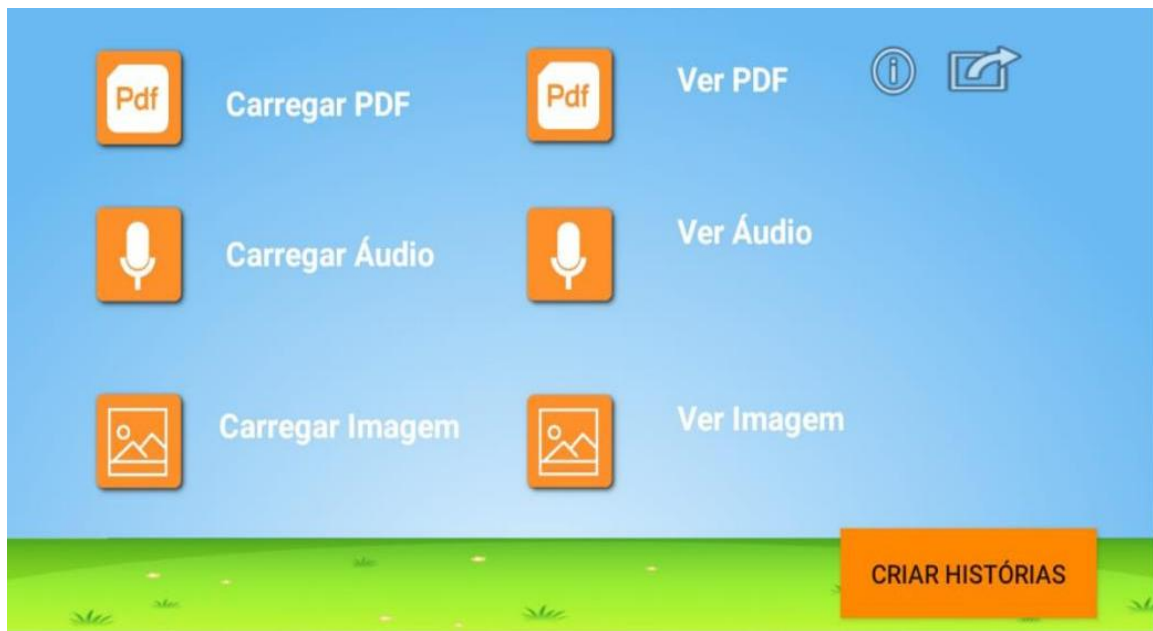 Pdf
Carregar PDF
Pdf
Ver PDF
Carregar Áudio
Ver Áudio
Carregar Imagem
Ver Imagem
CRIAR HISTÓRIAS